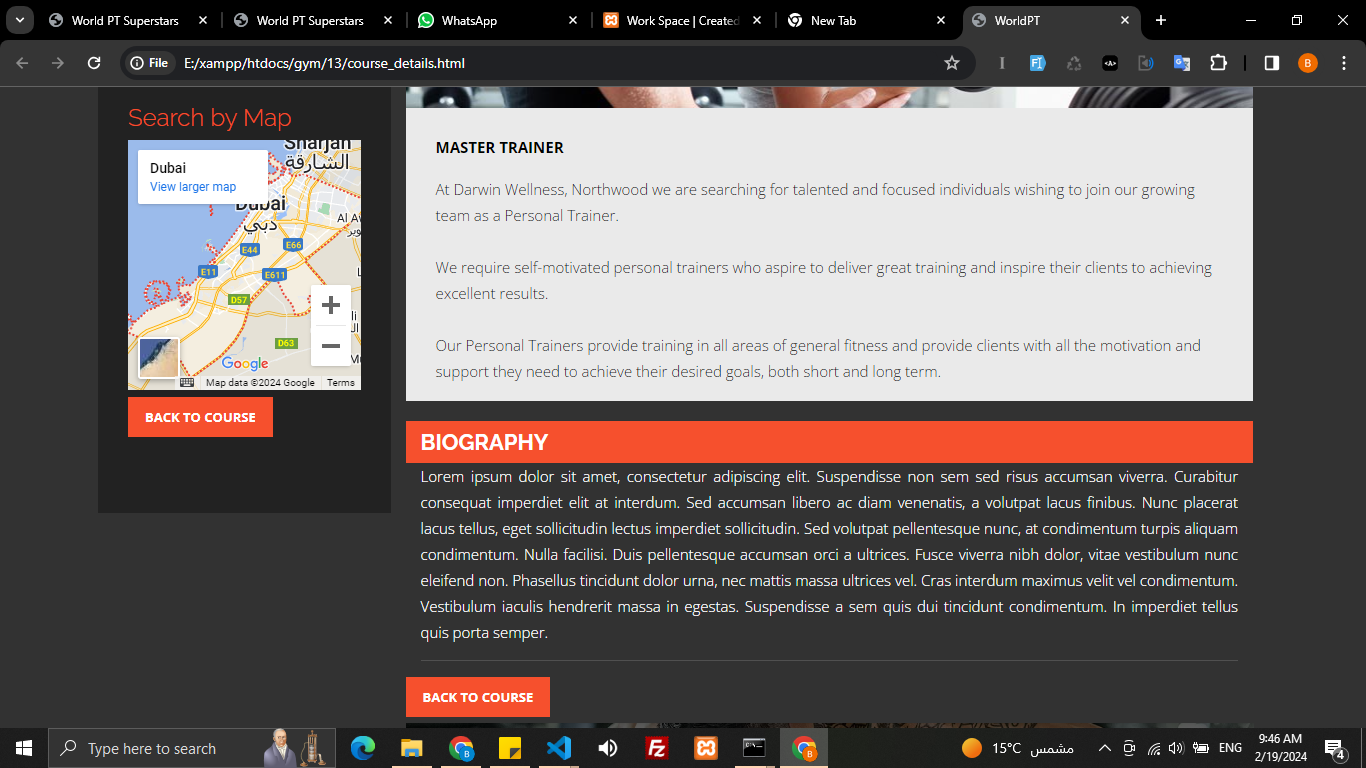 World PT Superstars
World PT Superstars
WhatsApp
Work Space | Created
New Tab
WorldPT
File
E:/xampp/htdocs/gym/13/course_details.html
B
Search by Map
Dubai
View larger map
Sharjah
الشارقة
Dubai
دبي
E44
E66
E11
E611
D57
D63
Google
Map data ©2024 Google
Terms
BACK TO COURSE
MASTER TRAINER
At Darwin Wellness, Northwood we are searching for talented and focused individuals wishing to join our growing
team as a Personal Trainer.
We require self-motivated personal trainers who aspire to deliver great training and inspire their clients to achieving
excellent results.
Our Personal Trainers provide training in all areas of general fitness and provide clients with all the motivation and
support they need to achieve their desired goals, both short and long term.
BIOGRAPHY
Lorem ipsum dolor sit amet, consectetur adipiscing elit. Suspendisse non sem sed risus accumsan viverra. Curabitur
consequat imperdiet elit at interdum. Sed accumsan libero ac diam venenatis, a volutpat lacus finibus. Nunc placerat
lacus tellus, eget sollicitudin lectus imperdiet sollicitudin. Sed volutpat pellentesque nunc, at condimentum turpis aliquam
condimentum. Nulla facilisi. Duis pellentesque accumsan orci a ultrices. Fusce viverra nibh dolor, vitae vestibulum nunc
eleifend non. Phasellus tincidunt dolor urna, nec mattis massa ultrices vel. Cras interdum maximus velit vel condimentum.
Vestibulum iaculis hendrerit massa in egestas. Suspendisse a sem quis dui tincidunt condimentum. In imperdiet tellus
quis porta semper.
BACK TO COURSE
Type here to search
15°C مشمس
ENG
9:46 AM
2/19/2024
4